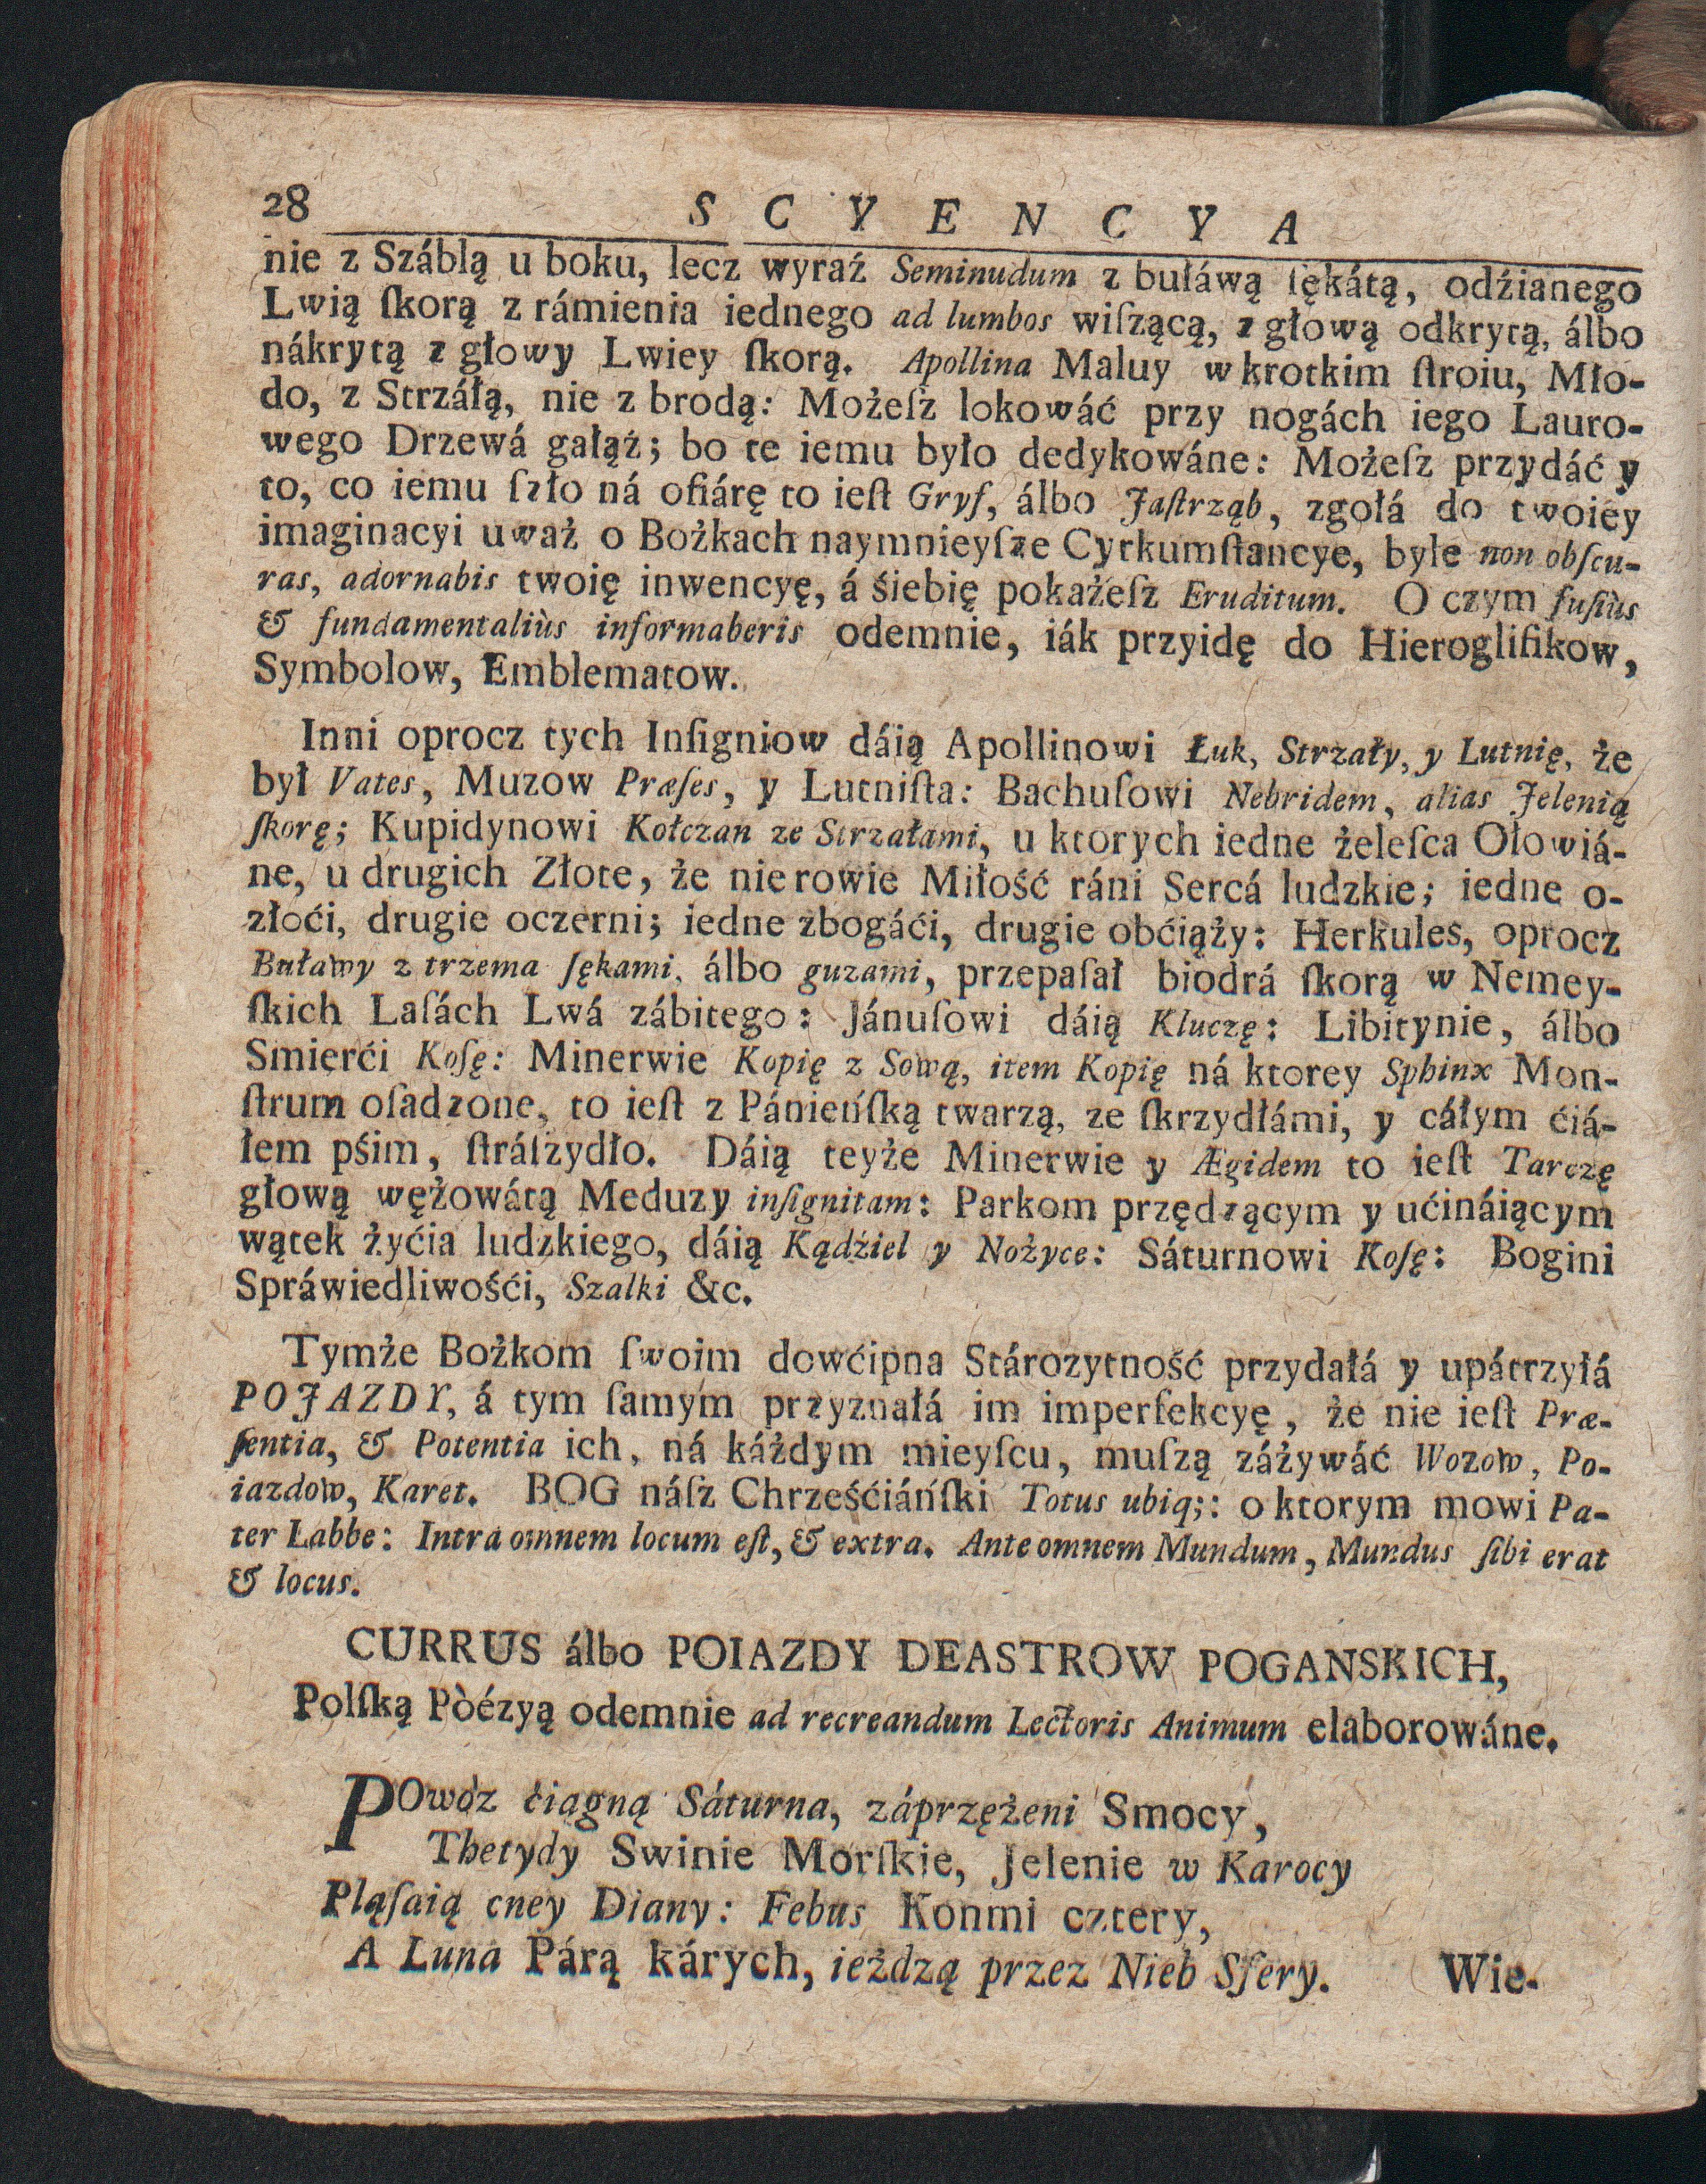 28 SCYENCYA
nie z Száblą u boku, lecz wyraź Seminudum z bułáwą ſękátą, odźianego
Lwią ſkorą z rámienia iednego ad lumbos wiſzącą, z głową odkrytą, álbo
nákrytą z głowy Lwiey ſkorą. Apollina Maluy w krotkim ſtroiu, Mło-
do, z Strzáłą, nie z brodą: Możeſz lokowáć przy nogách iego Lauro-
wego Drzewá gałąź; bo te iemu było dedykowáne: Możeſz przydáć y
to, co iemu ſzło ná ofiárę to ieſt Gryf, álbo Jaſtrząb, zgołá do twoiey
imaginacyi uważ o Bożkach naymnieyſze Cyrkumſtancye, byle non obſcu-
ras, adornabis twoię inwencyę, á śiebię pokażeſz Eruditum. O czym fuſiùs
& fundamentaliùs informaberis odemnie, iák przyidę do Hieroglifikow,
Symbolow, Emblematow.
Inni oprocz tych Inſigniow dáią Apollinowi Łuk, Strzały, y Lutnię, że
był Vates, Muzow Præſes, y Lutniſta: Bachuſowi Nebridem, alias Jelenią
ſkorę; Kupidynowi Kołczan ze Strzałami, u ktorych iedne żeleſca Ołowiá-
ne, u drugich Złote, że nierowie Miłość ráni Sercá ludzkie; iedne o-
złoći, drugie oczerni; iedne zbogáći, drugie obćiąży: Herkules, oprocz
Buławy z trzema ſękami, álbo guzami, przepaſał biodrá ſkorą w Nemey-
ſkich Laſách Lwá zábitego: Jánuſowi dáią Kluczę: Libitynie, álbo
Smierći Koſę: Minerwie Kopię z Sową, item Kopię ná ktorey Sphinx Mon-
ſtrum oſadzone, to ieſt z Pánieńſką twarzą, ze ſkrzydłámi, y cáłym ćiá-
łem pśim, ſtráſzydło. Dáią teyże Minerwie y Ægidem to ieſt Tarczę
głową wężowátą Meduzy inſignitam: Parkom przędzącym y ućináiącym
wątek żyćia ludzkiego, dáią Kądźiel y Nożyce: Sáturnowi Koſę: Bogini
Spráwiedliwośći, Szalki &c.
Tymże Bożkom ſwoim dowćipna Stározytność przydałá y upátrzyłá
POJAZDY, á tym ſamym przyznałá im imperfekcyę, że nie ieſt Præ-
ſentia, & Potentia ich, ná káżdym mieyſcu, muſzą záżywáć Wozow, Po-
iazdow, Karet. BOG náſz Chrześćiáńſki Totus ubiq;: o ktorym mowi Pa-
ter Labbe: Intra omnem locum eſt, & extra. Ante omnem Mundum, Mundus ſibi erat
& locus.
CURRUS álbo POIAZDY DEASTROW POGANSKICH,
Polſką Pòézyą odemnie ad recreandum Lectoris Animum elaborowáne.
POwòz ćiągną Sáturna, záprzężeni Smocy,
Thetydy Swinie Morſkie, Jelenie w Karocy
Pląſaią cney Diany: Febus Konmi cztery,
A Luna Párą kárych, ieżdzą przez Nieb Sfery.
Wie-